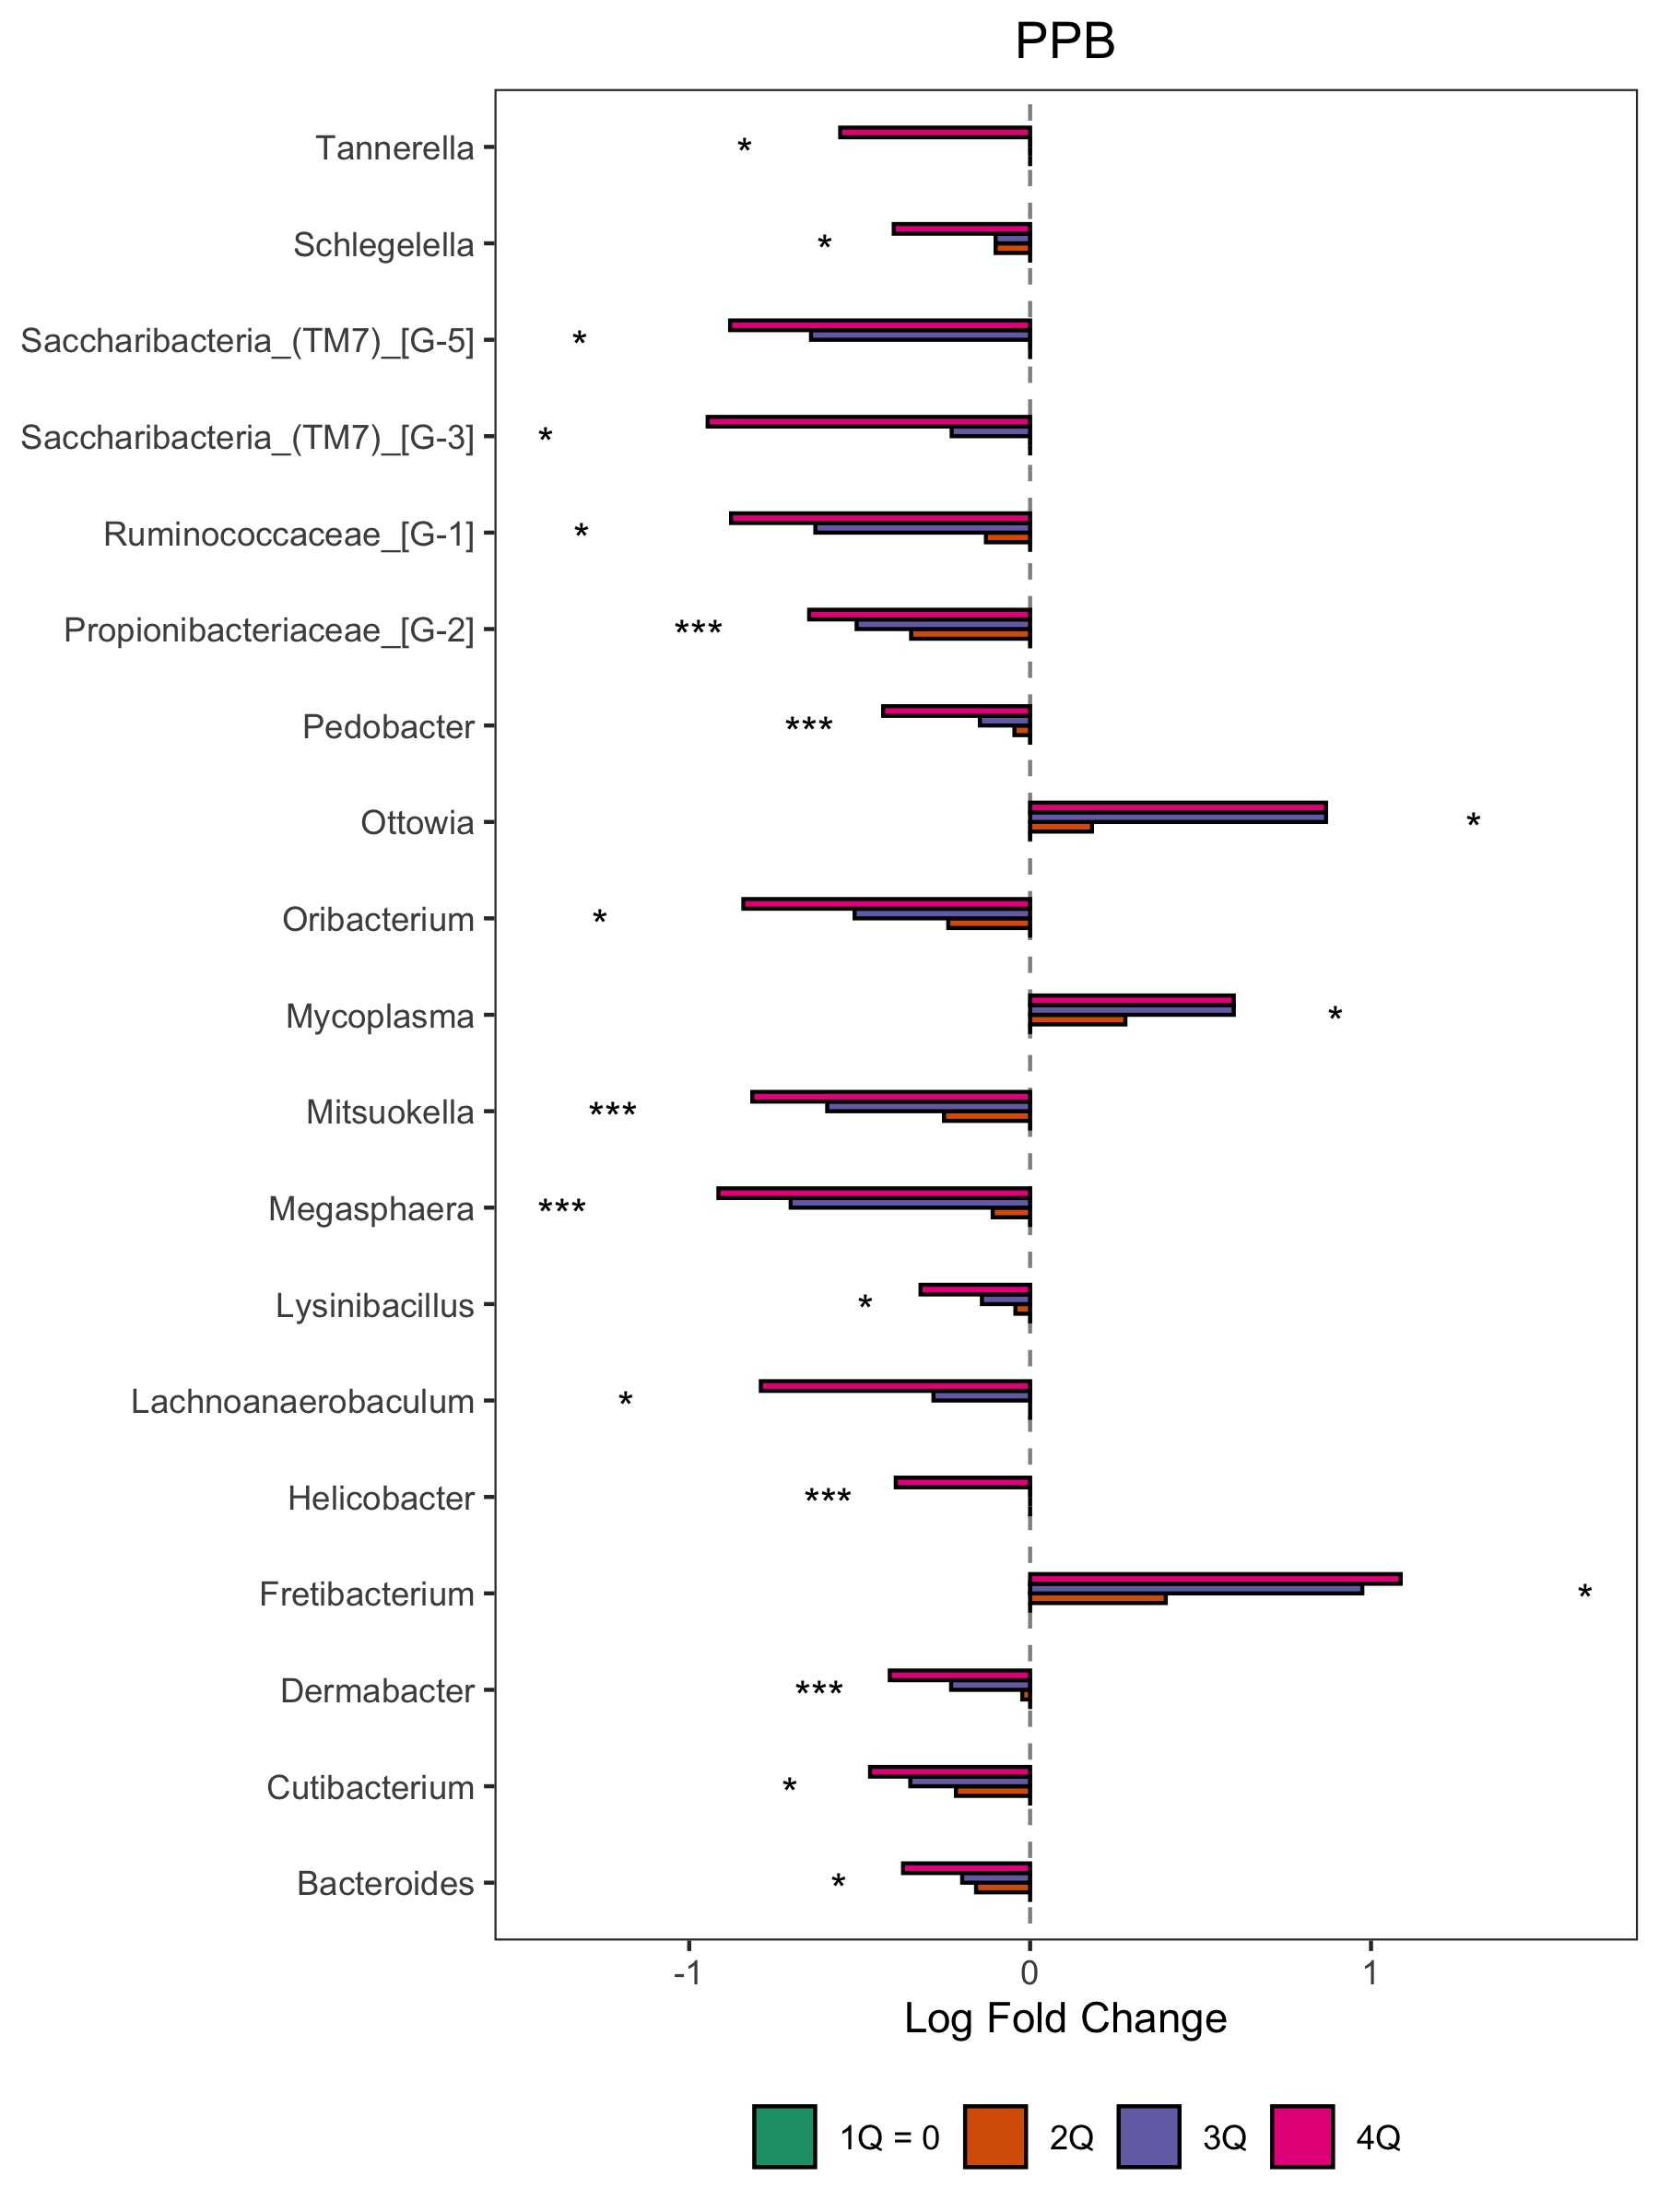 PPB
Tannerella
*
Schlegelella
*
Saccharibacteria_(TM7)_[G-5]
*
Saccharibacteria_(TM7)_[G-3]
*
Ruminococcaceae_[G-1]
*
Propionibacteriaceae_[G-2]
***
Pedobacter
***
Ottowia
*
Oribacterium
*
Mycoplasma
*
Mitsuokella
***
Megasphaera
***
Lysinibacillus
*
Lachnoanaerobaculum
*
Helicobacter
***
Fretibacterium
*
Dermabacter
***
Cutibacterium
*
Bacteroides
*
-1 0 1
Log Fold Change
1Q = 0 2Q 3Q 4Q